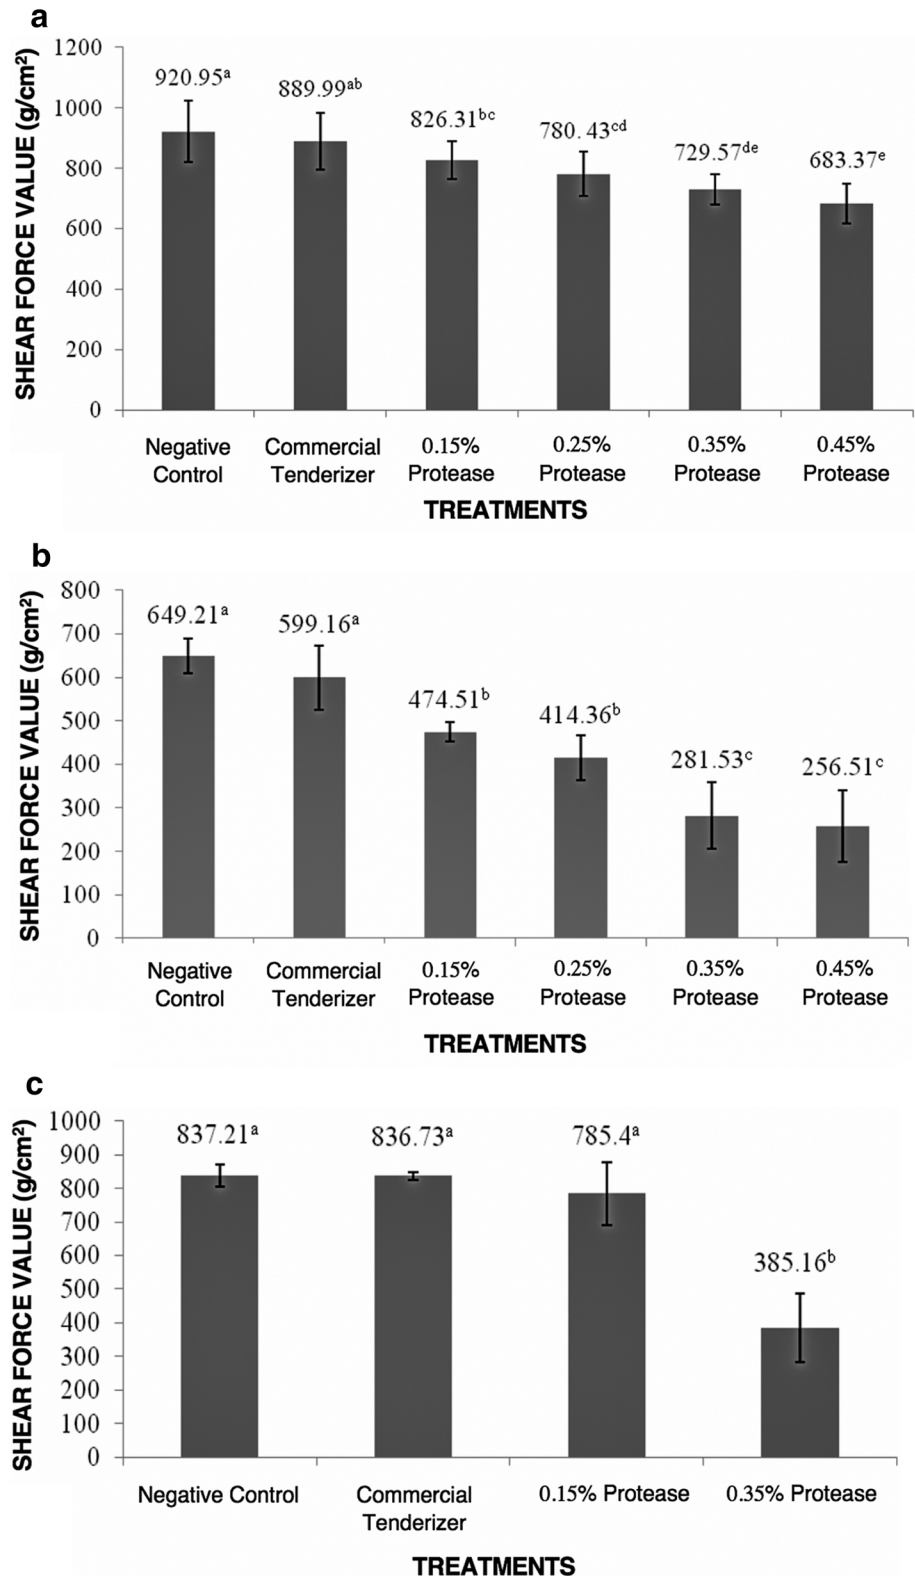 a
SHEAR FORCE VALUE (g/cm²)
1200
1000
800
600
400
200
0
920.95ᵃ
889.99ᵃᵇ
826.31ᵇᶜ
780.43ᶜᵈ
729.57ᵈᵉ
683.37ᵉ
Negative Control
Commercial Tenderizer
0.15% Protease
0.25% Protease
0.35% Protease
0.45% Protease
TREATMENTS
b
SHEAR FORCE VALUE (g/cm²)
800
700
600
500
400
300
200
100
0
649.21ᵃ
599.16ᵃ
474.51ᵇ
414.36ᵇ
281.53ᶜ
256.51ᶜ
Negative Control
Commercial Tenderizer
0.15% Protease
0.25% Protease
0.35% Protease
0.45% Protease
TREATMENTS
c
SHEAR FORCE VALUE (g/cm²)
1000
900
800
700
600
500
400
300
200
100
0
837.21ᵃ
836.73ᵃ
785.4ᵃ
385.16ᵇ
Negative Control
Commercial Tenderizer
0.15% Protease
0.35% Protease
TREATMENTS